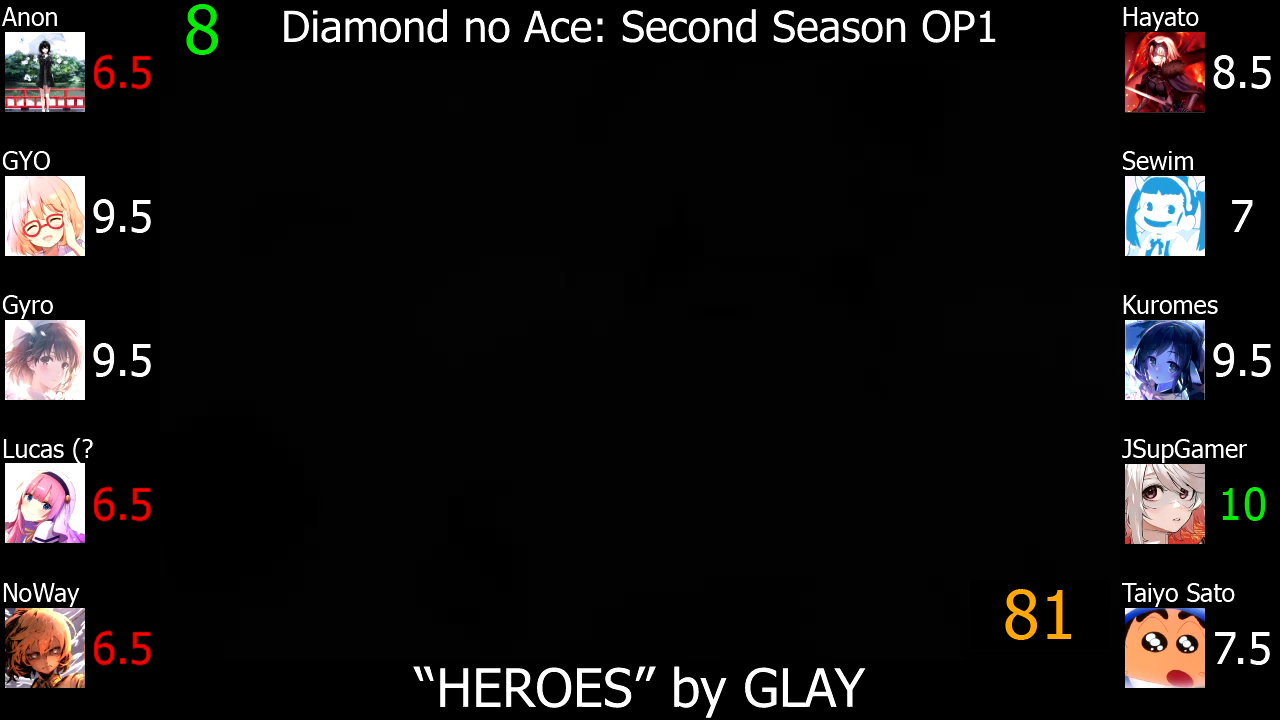 Anon
6.5
8
Diamond no Ace: Second Season OP1
Hayato
8.5
GYO
9.5
Sewim
7
Gyro
9.5
Kuromes
9.5
Lucas (?
6.5
JSupGamer
10
NoWay
6.5
81
Taiyo Sato
7.5
“HEROES” by GLAY